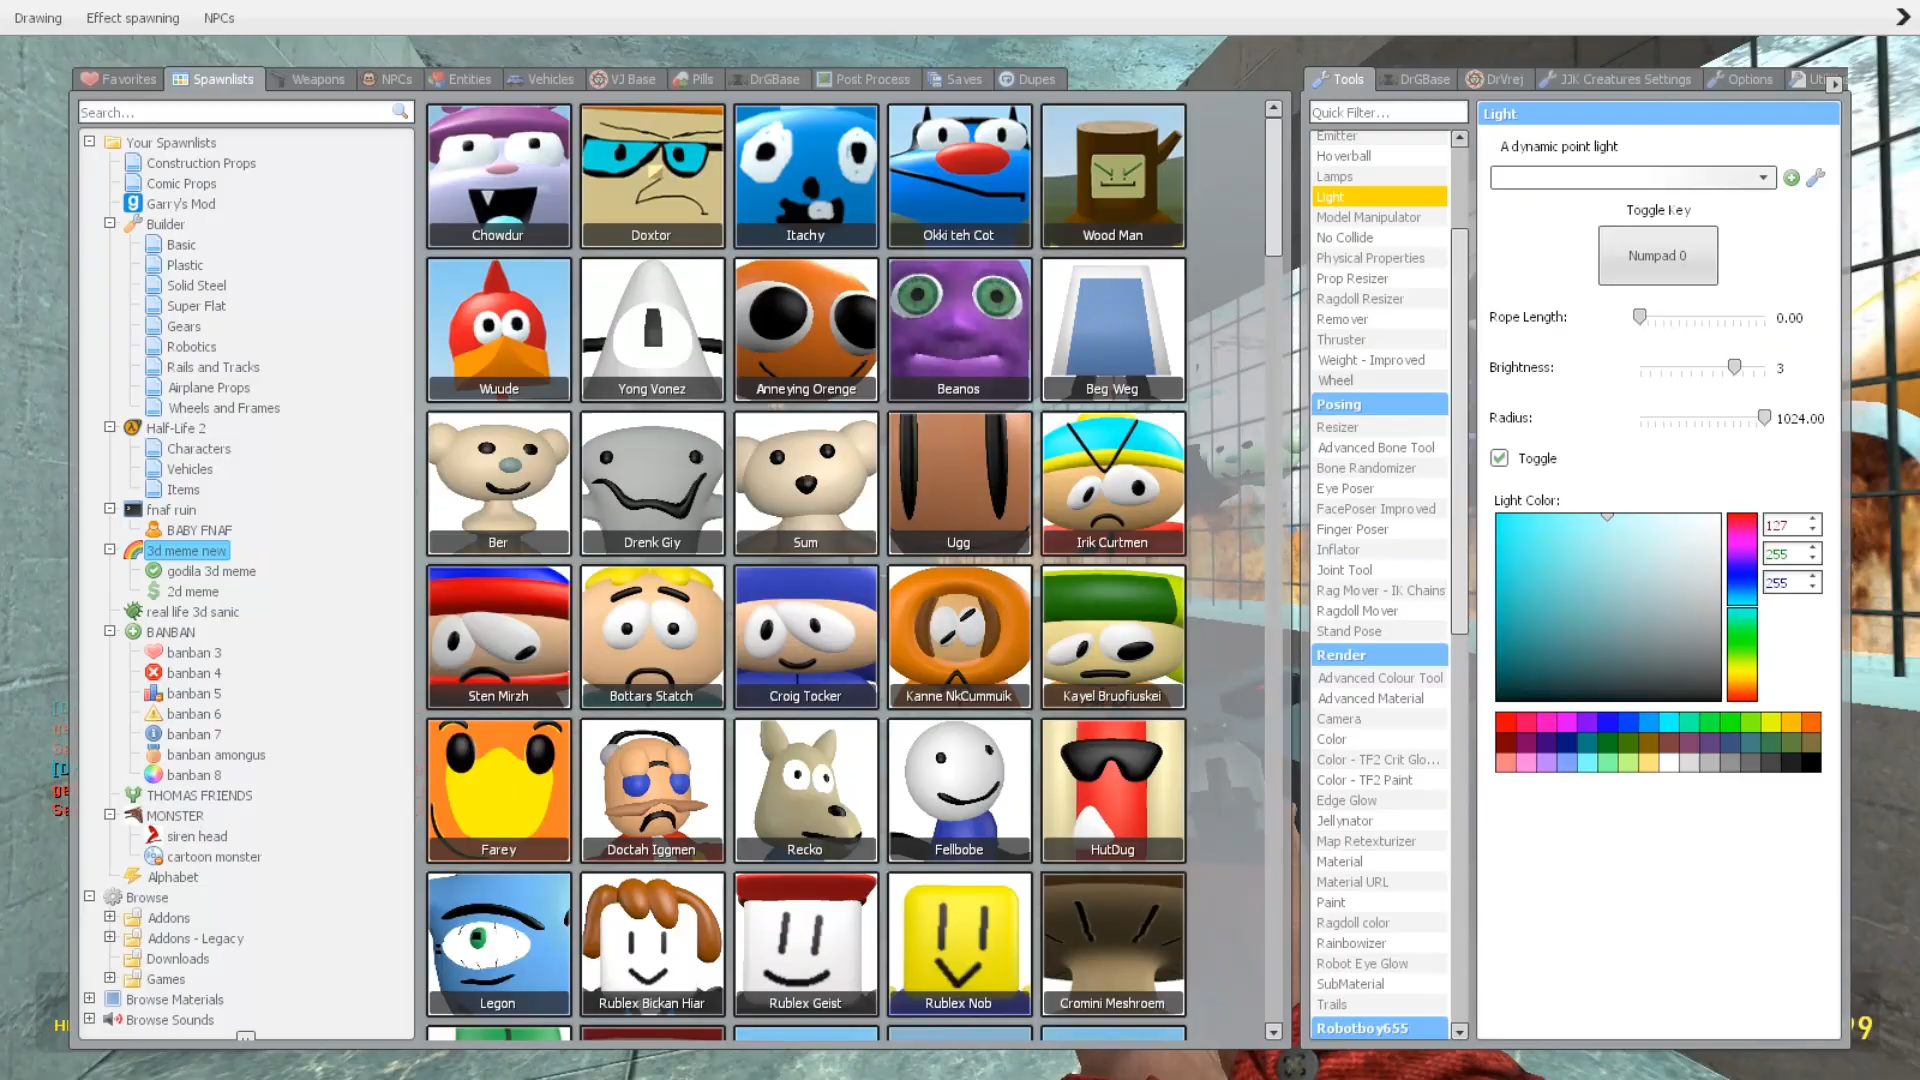 Drawing Effect spawning NPCs
Favorites Spawnlists Weapons NPCs Entities Vehicles VJ Base Pills DrGBase Post Process Saves Dupes
Search...
Your Spawnlists
Construction Props
Comic Props
Garry's Mod
Builder
Basic
Plastic
Solid Steel
Super Flat
Gears
Robotics
Rails and Tracks
Airplane Props
Wheels and Frames
Half-Life 2
Characters
Vehicles
Items
fnaf ruin
BABY FNAF
3d meme new
godila 3d meme
2d meme
real life 3d sanic
BANBAN
banban 3
banban 4
banban 5
banban 6
banban 7
banban amongus
banban 8
THOMAS FRIENDS
MONSTER
siren head
cartoon monster
Alphabet
Browse
Addons
Addons - Legacy
Downloads
Games
Browse Materials
Browse Sounds
Chowdur Doxtor Itachy Okki teh Cot Wood Man
Wuude Yong Vonez Anneying Orenge Beanos Beg Weg
Ber Drenk Giy Sum Ugg Irik Curtmen
Sten Mirzh Bottars Statch Croig Tocker Kanne NkCummuik Kayel Bruofiuskei
Farey Doctah Iggmen Recko Fellbobe HutDug
Legon Rublex Bickan Hiar Rublex Geist Rublex Nob Cromini Meshroem
Tools DrGBase DrVrej JJK Creatures Settings Options
Quick Filter...
Emitter
Hoverball
Lamps
Light
Model Manipulator
No Collide
Physical Properties
Prop Resizer
Ragdoll Resizer
Remover
Thruster
Weight - Improved
Wheel
Posing
Resizer
Advanced Bone Tool
Bone Randomizer
Eye Poser
FacePoser Improved
Finger Poser
Inflator
Joint Tool
Rag Mover - IK Chains
Ragdoll Mover
Stand Pose
Render
Advanced Colour Tool
Advanced Material
Camera
Color
Color - TF2 Crit Glo...
Color - TF2 Paint
Edge Glow
Jellynator
Map Retexturizer
Material
Material URL
Paint
Ragdoll color
Rainbowizer
Robot Eye Glow
SubMaterial
Trails
Robotboy655
Light
A dynamic point light
Toggle Key
Numpad 0
Rope Length: 0.00
Brightness: 3
Radius: 1024.00
Toggle
Light Color:
127
255
255